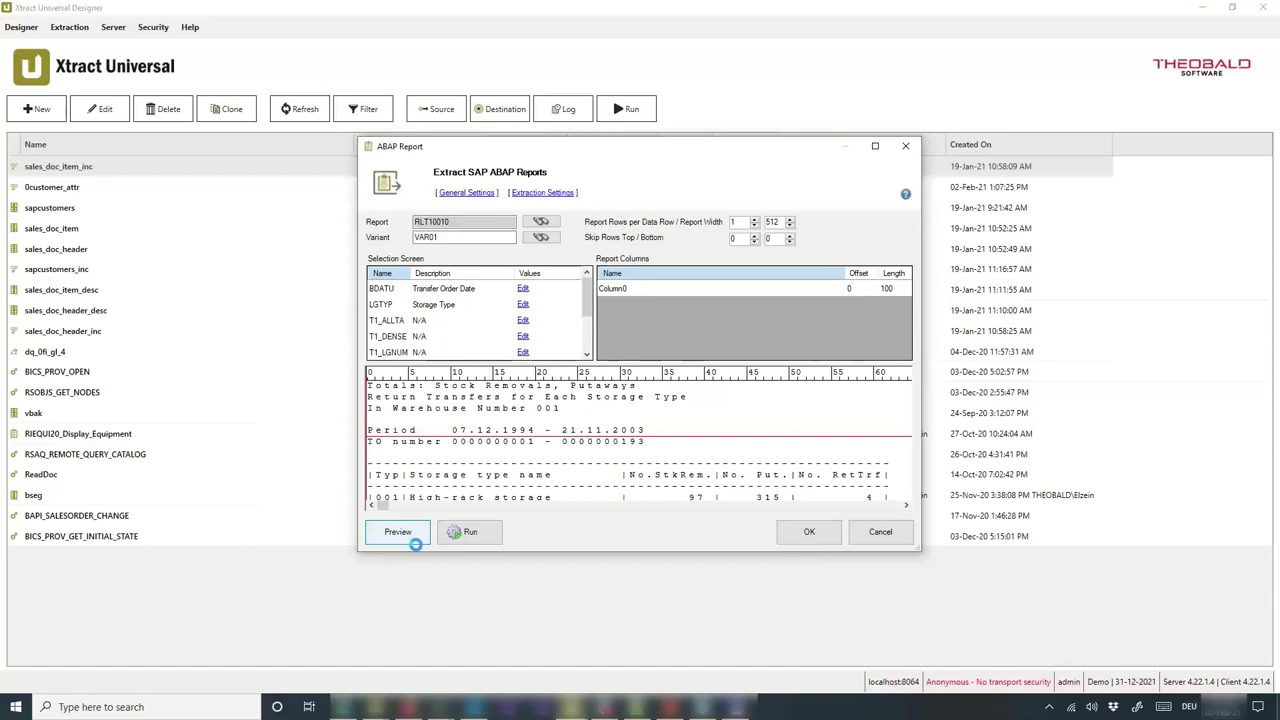 Xtract Universal Designer
Designer Extraction Server Security Help
Xtract Universal
THEOBALD
SOFTWARE
New Edit Delete Clone Refresh Filter Source Destination Log Run
Name Created On
sales_doc_item_inc 19-Jan-21 10:58:09 AM
0customer_attr 02-Feb-21 1:07:25 PM
sapcustomers 19-Jan-21 9:21:42 AM
sales_doc_item 19-Jan-21 10:52:25 AM
sales_doc_header 19-Jan-21 10:52:49 AM
sapcustomers_inc 19-Jan-21 11:16:57 AM
sales_doc_item_desc 19-Jan-21 11:11:55 AM
sales_doc_header_desc 19-Jan-21 11:10:00 AM
sales_doc_header_inc 19-Jan-21 10:58:25 AM
dq_0fi_gl_4 04-Dec-20 11:57:31 AM
BICS_PROV_OPEN 03-Dec-20 5:02:57 PM
RSOBJS_GET_NODES 03-Dec-20 2:55:47 PM
vbak 24-Sep-20 3:12:07 PM
RIEQUI20_Display_Equipment in 27-Oct-20 10:24:04 AM
RSAQ_REMOTE_QUERY_CATALOG 26-Oct-20 4:31:41 PM
ReadDoc 14-Oct-20 7:02:42 PM
bseg in 25-Nov-20 3:38:08 PM THEOBALD\Elzein
BAPI_SALESORDER_CHANGE 17-Nov-20 1:46:28 PM
BICS_PROV_GET_INITIAL_STATE 03-Dec-20 5:15:01 PM
ABAP Report
Extract SAP ABAP Reports
[ General Settings ] [ Extraction Settings ]
Report RLT10010 Report Rows per Data Row / Report Width 1 512
Variant VAR01 Skip Rows Top / Bottom 0 0
Selection Screen Report Columns
Name Description Values Name Offset Length
BDATU Transfer Order Date Edit Column0 0 100
LGTYP Storage Type Edit
T1_ALLTA N/A Edit
T1_DENSE N/A Edit
T1_LGNUM N/A Edit
0 5 10 15 20 25 30 35 40 45 50 55 60
Totals: Stock Removals, Putaways
Return Transfers for Each Storage Type
In Warehouse Number 001
Period 07.12.1994 - 21.11.2003
TO number 0000000001 - 0000000193
|Typ|Storage type name |No.StkRem.|No. Put.|No. RetTrf|
|001|High-rack storage | 97 | 315 | 4 |
Preview Run OK Cancel
localhost:8064 Anonymous - No transport security admin Demo | 31-12-2021 Server 4.22.1.4 | Client 4.22.1.4
Type here to search DEU